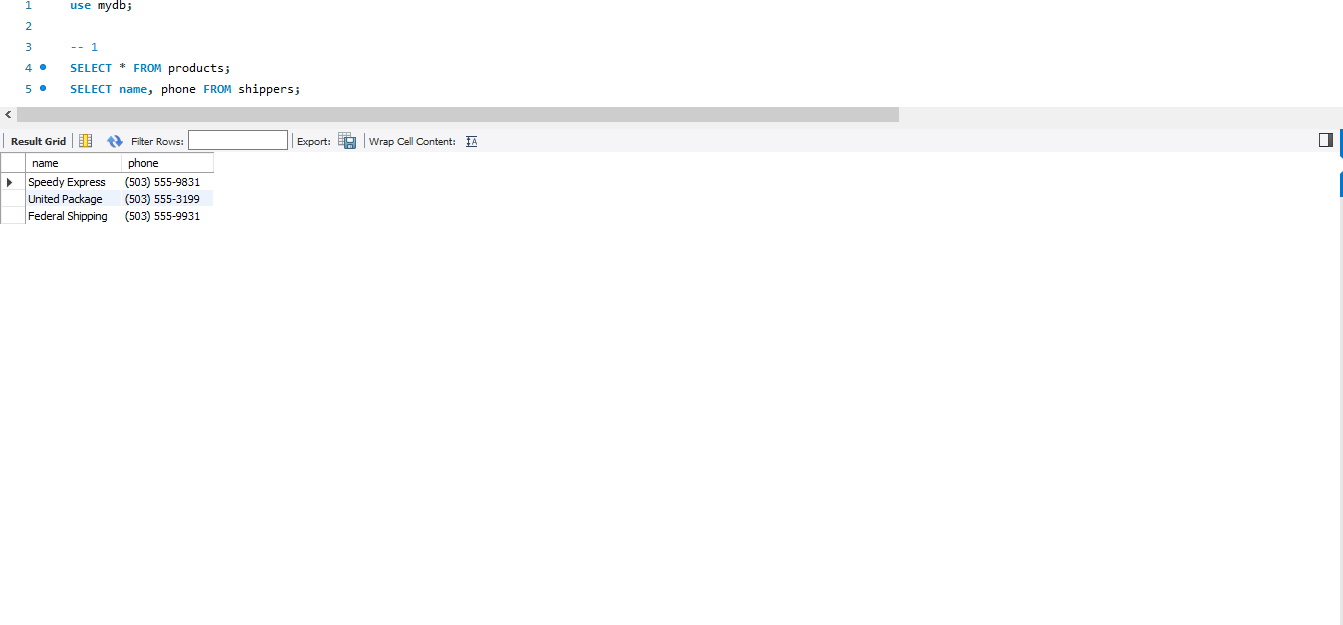 1 use mydb;
2
3 -- 1
4 SELECT * FROM products;
5 SELECT name, phone FROM shippers;
Result Grid Filter Rows: Export: Wrap Cell Content: IA
name phone
Speedy Express (503) 555-9831
United Package (503) 555-3199
Federal Shipping (503) 555-9931